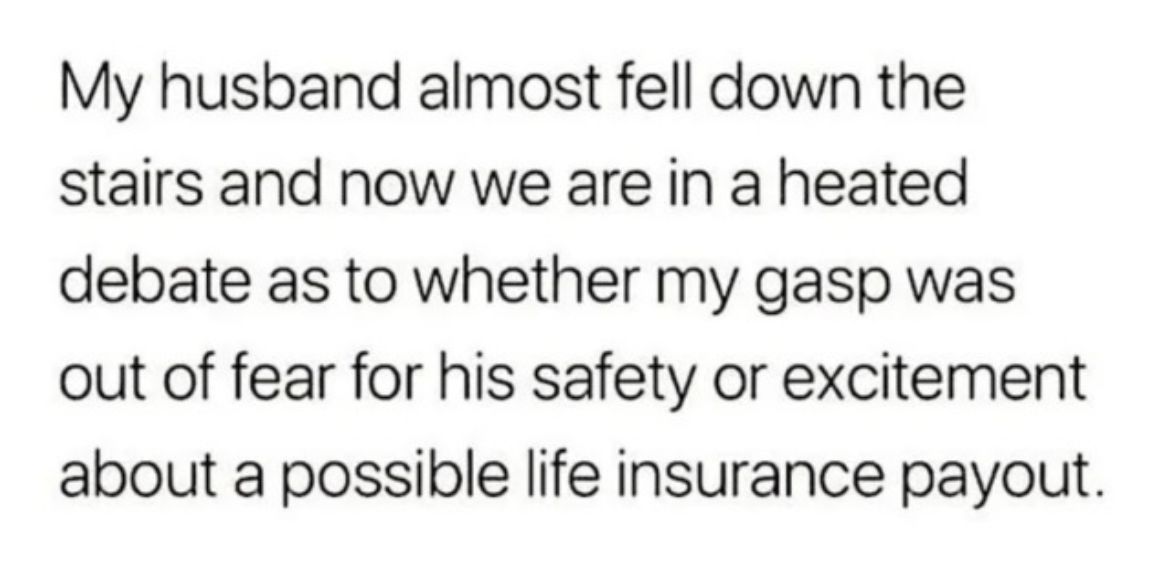 My husband almost fell down the
stairs and now we are in a heated
debate as to whether my gasp was
out of fear for his safety or excitement
about a possible life insurance payout.